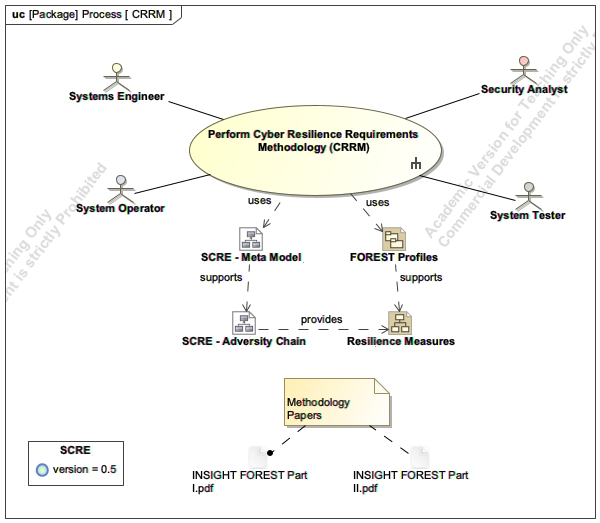 uc [Package] Process [ CRRM ]
Systems Engineer
Security Analyst
Perform Cyber Resilience Requirements
Methodology (CRRM)
System Operator
System Tester
uses
uses
SCRE - Meta Model
FOREST Profiles
supports
supports
provides
SCRE - Adversity Chain
Resilience Measures
Methodology
Papers
SCRE
version = 0.5
INSIGHT FOREST Part
I.pdf
INSIGHT FOREST Part
II.pdf
Academic Version for Teaching Only
Commercial Development is strictly
ning Only
nt is strictly Prohibited